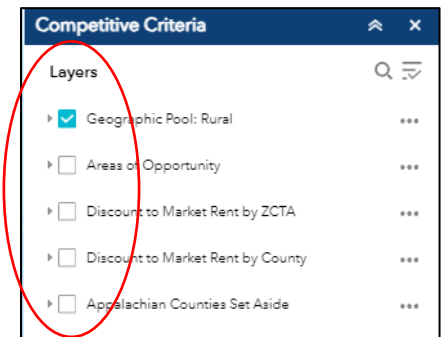 Competitive Criteria
Layers
Geographic Pool: Rural
Areas of Opportunity
Discount to Market Rent by ZCTA
Discount to Market Rent by County
Appalachian Counties Set Aside